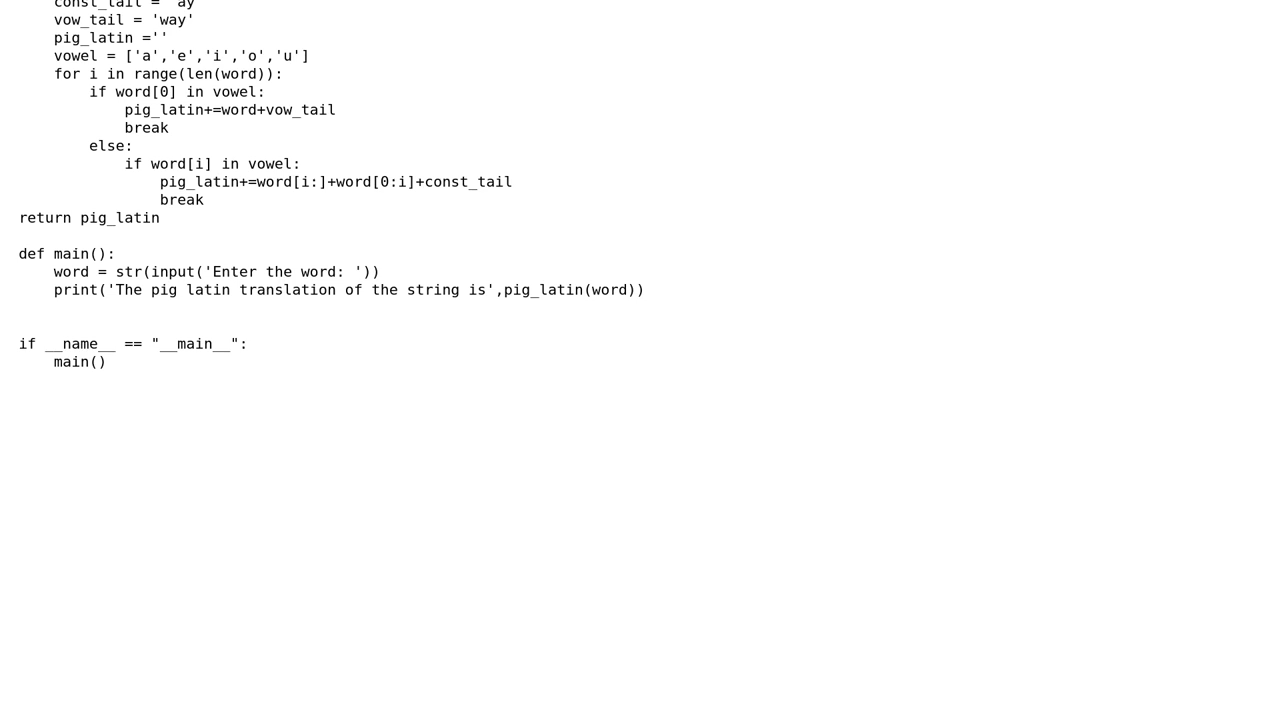 const_tail = 'ay'
    vow_tail = 'way'
    pig_latin =''
    vowel = ['a','e','i','o','u']
    for i in range(len(word)):
        if word[0] in vowel:
            pig_latin+=word+vow_tail
            break
        else:
            if word[i] in vowel:
                pig_latin+=word[i:]+word[0:i]+const_tail
                break
return pig_latin

def main():
    word = str(input('Enter the word: '))
    print('The pig latin translation of the string is',pig_latin(word))


if __name__ == "__main__":
    main()